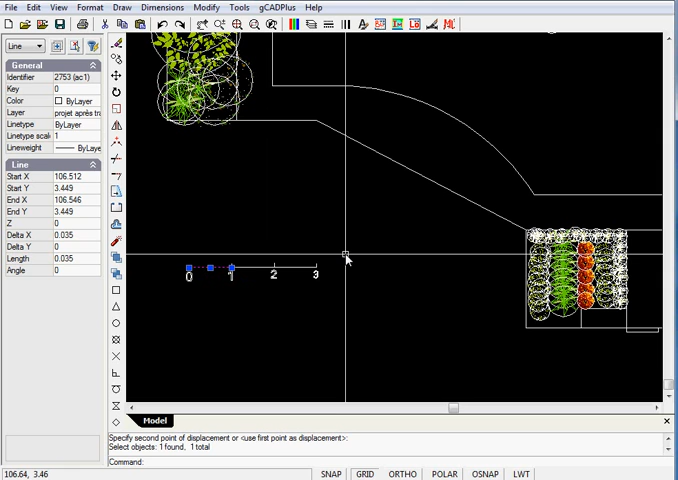 File Edit View Format Draw Dimensions Modify Tools gCADPlus Help
Line
General
Identifier 2753 (ac1)
Key 0
Color ByLayer
Layer projet après tra
Linetype ByLayer
Linetype scale 1
Lineweight ByLaye
Line
Start X 106.512
Start Y 3.449
End X 106.546
End Y 3.449
Z 0
Delta X 0.035
Delta Y 0
Length 0.035
Angle 0
0 1 2 3
Model
Specify second point of displacement or <use first point as displacement>:
Select objects: 1 found, 1 total
Command:
106.64, 3.46 SNAP GRID ORTHO POLAR OSNAP LWT